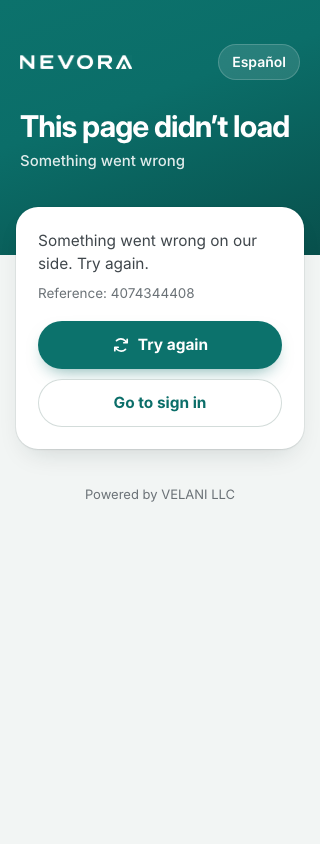 NEVORA
Español
This page didn’t load
Something went wrong
Something went wrong on our
side. Try again.
Reference: 4074344408
Try again
Go to sign in
Powered by VELANI LLC